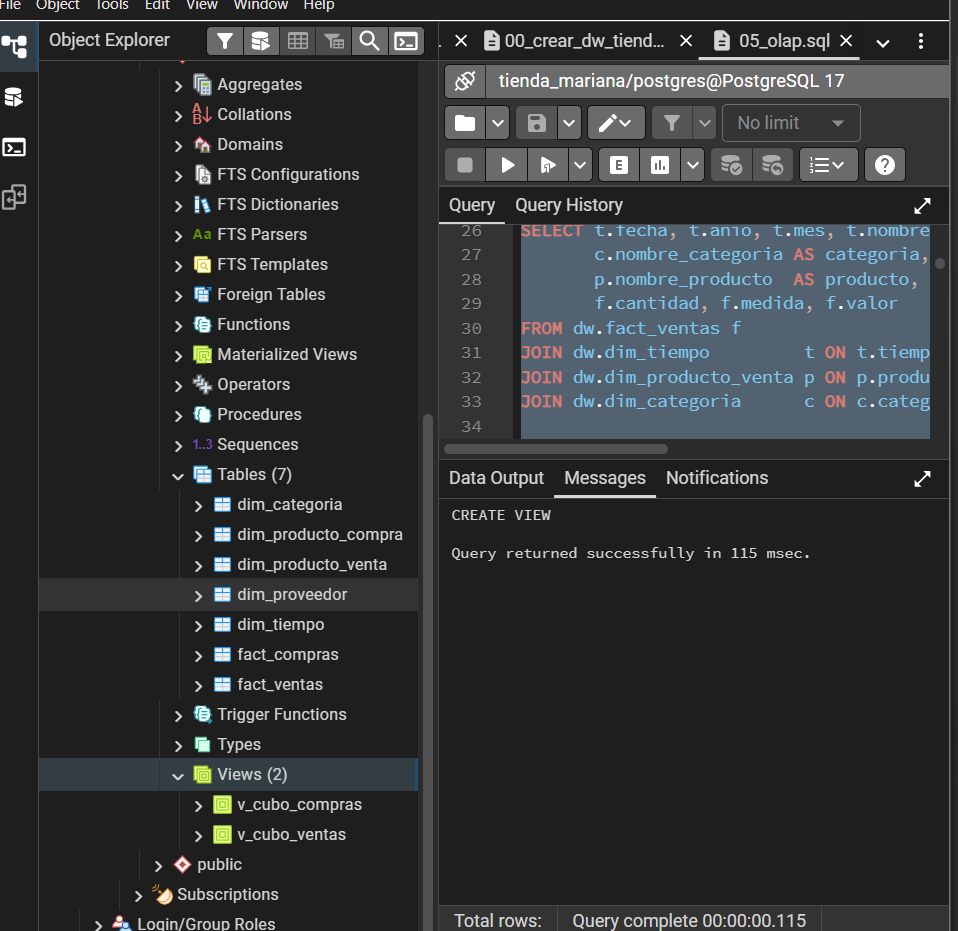 File Object Tools Edit View Window Help
Object Explorer
Aggregates
Collations
Domains
FTS Configurations
FTS Dictionaries
Aa FTS Parsers
FTS Templates
Foreign Tables
Functions
Materialized Views
Operators
Procedures
1..3 Sequences
Tables (7)
dim_categoria
dim_producto_compra
dim_producto_venta
dim_proveedor
dim_tiempo
fact_compras
fact_ventas
Trigger Functions
Types
Views (2)
v_cubo_compras
v_cubo_ventas
public
Subscriptions
Login/Group Roles
. 00_crear_dw_tiend... 05_olap.sql
tienda_mariana/postgres@PostgreSQL 17
No limit
E
Query Query History
26 SELECT t.fecha, t.anio, t.mes, t.nombre
27 c.nombre_categoria AS categoria,
28 p.nombre_producto AS producto,
29 f.cantidad, f.medida, f.valor
30 FROM dw.fact_ventas f
31 JOIN dw.dim_tiempo t ON t.tiemp
32 JOIN dw.dim_producto_venta p ON p.produ
33 JOIN dw.dim_categoria c ON c.categ
34
Data Output Messages Notifications
CREATE VIEW
Query returned successfully in 115 msec.
Total rows: Query complete 00:00:00.115